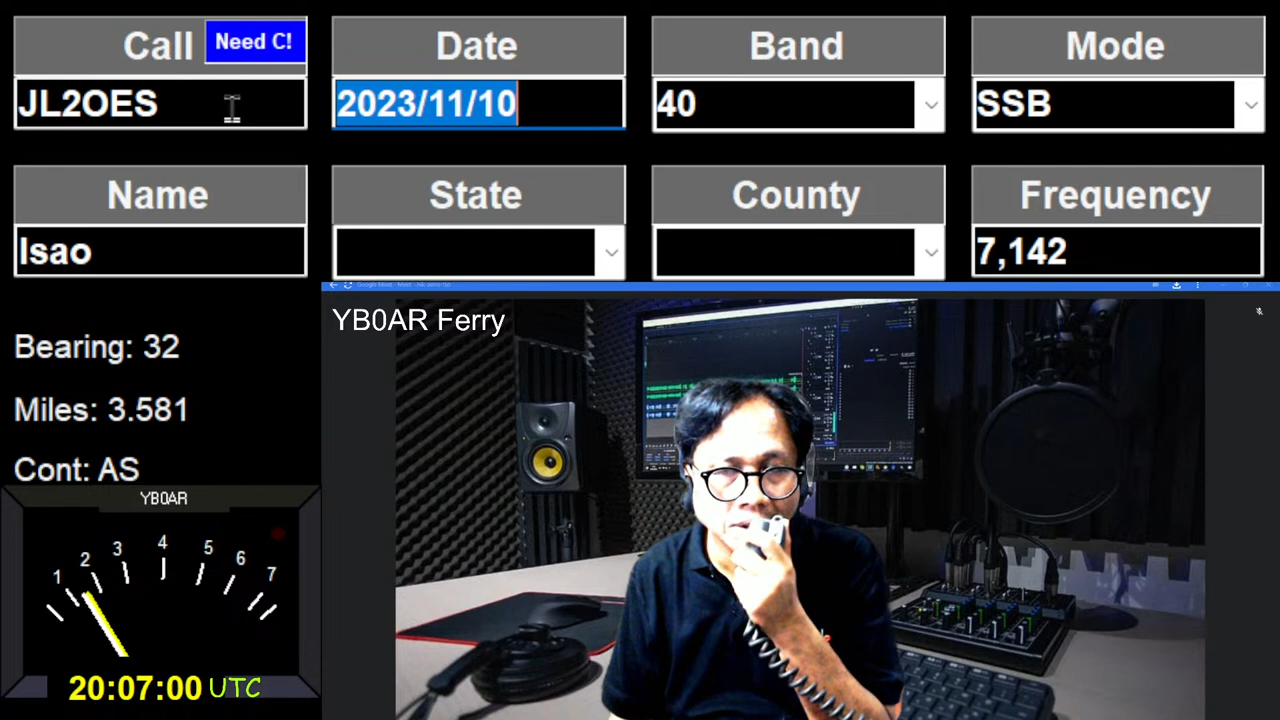 Call
Need C!
Date
Band
Mode
JL2OES
2023/11/10
40
SSB
Name
State
County
Frequency
Isao
7,142
YB0AR Ferry
Bearing: 32
Miles: 3.581
Cont: AS
YB0AR
1 2 3 4 5 6 7
20:07:00 UTC